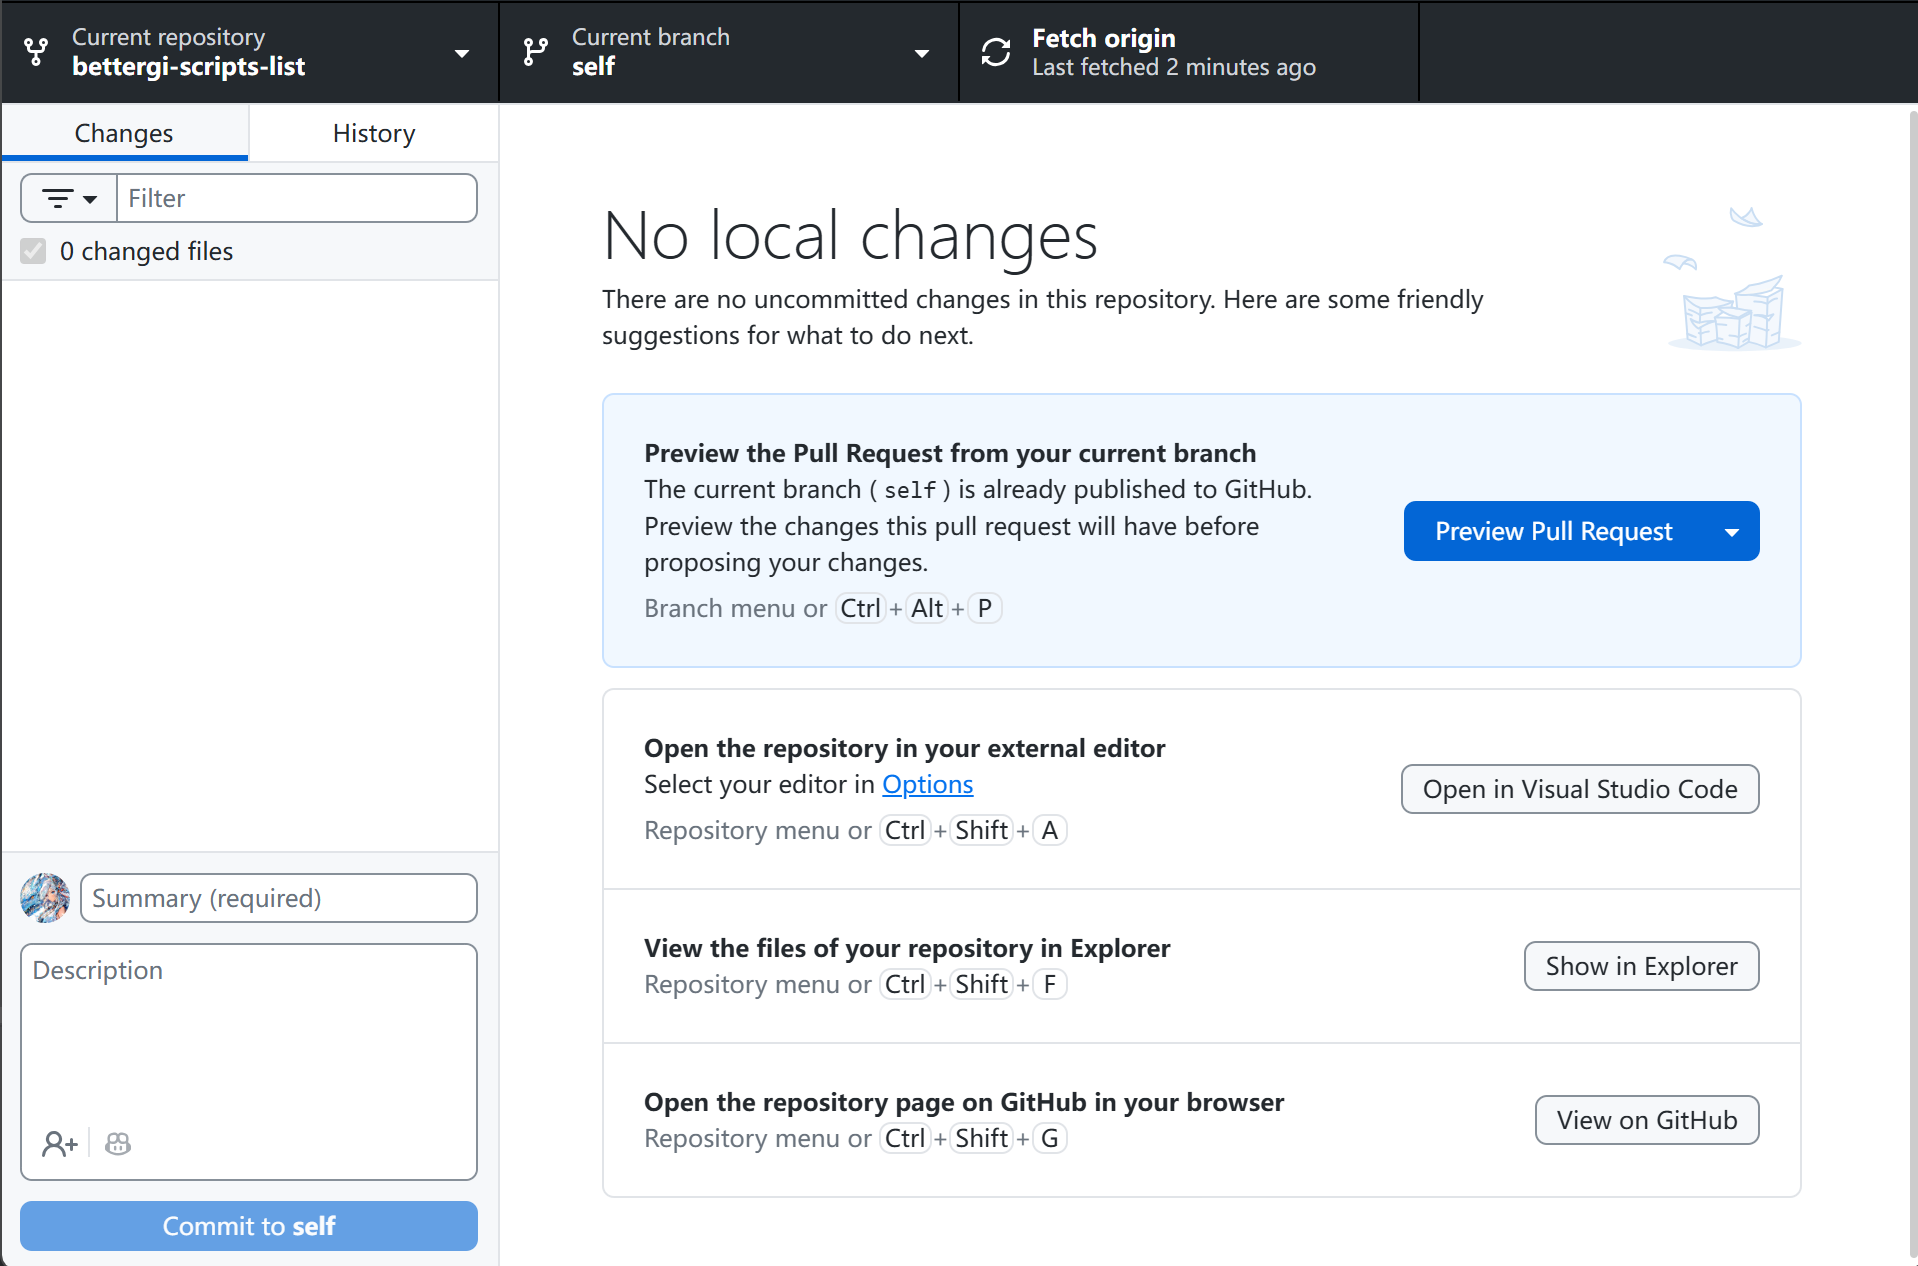 Current repository
bettergi-scripts-list
Current branch
self
Fetch origin
Last fetched 2 minutes ago
Changes
History
Filter
0 changed files
No local changes
There are no uncommitted changes in this repository. Here are some friendly
suggestions for what to do next.
Preview the Pull Request from your current branch
The current branch ( self ) is already published to GitHub.
Preview the changes this pull request will have before
proposing your changes.
Branch menu or Ctrl + Alt + P
Preview Pull Request
Open the repository in your external editor
Select your editor in Options
Repository menu or Ctrl + Shift + A
Open in Visual Studio Code
View the files of your repository in Explorer
Repository menu or Ctrl + Shift + F
Show in Explorer
Open the repository page on GitHub in your browser
Repository menu or Ctrl + Shift + G
View on GitHub
Summary (required)
Description
Commit to self